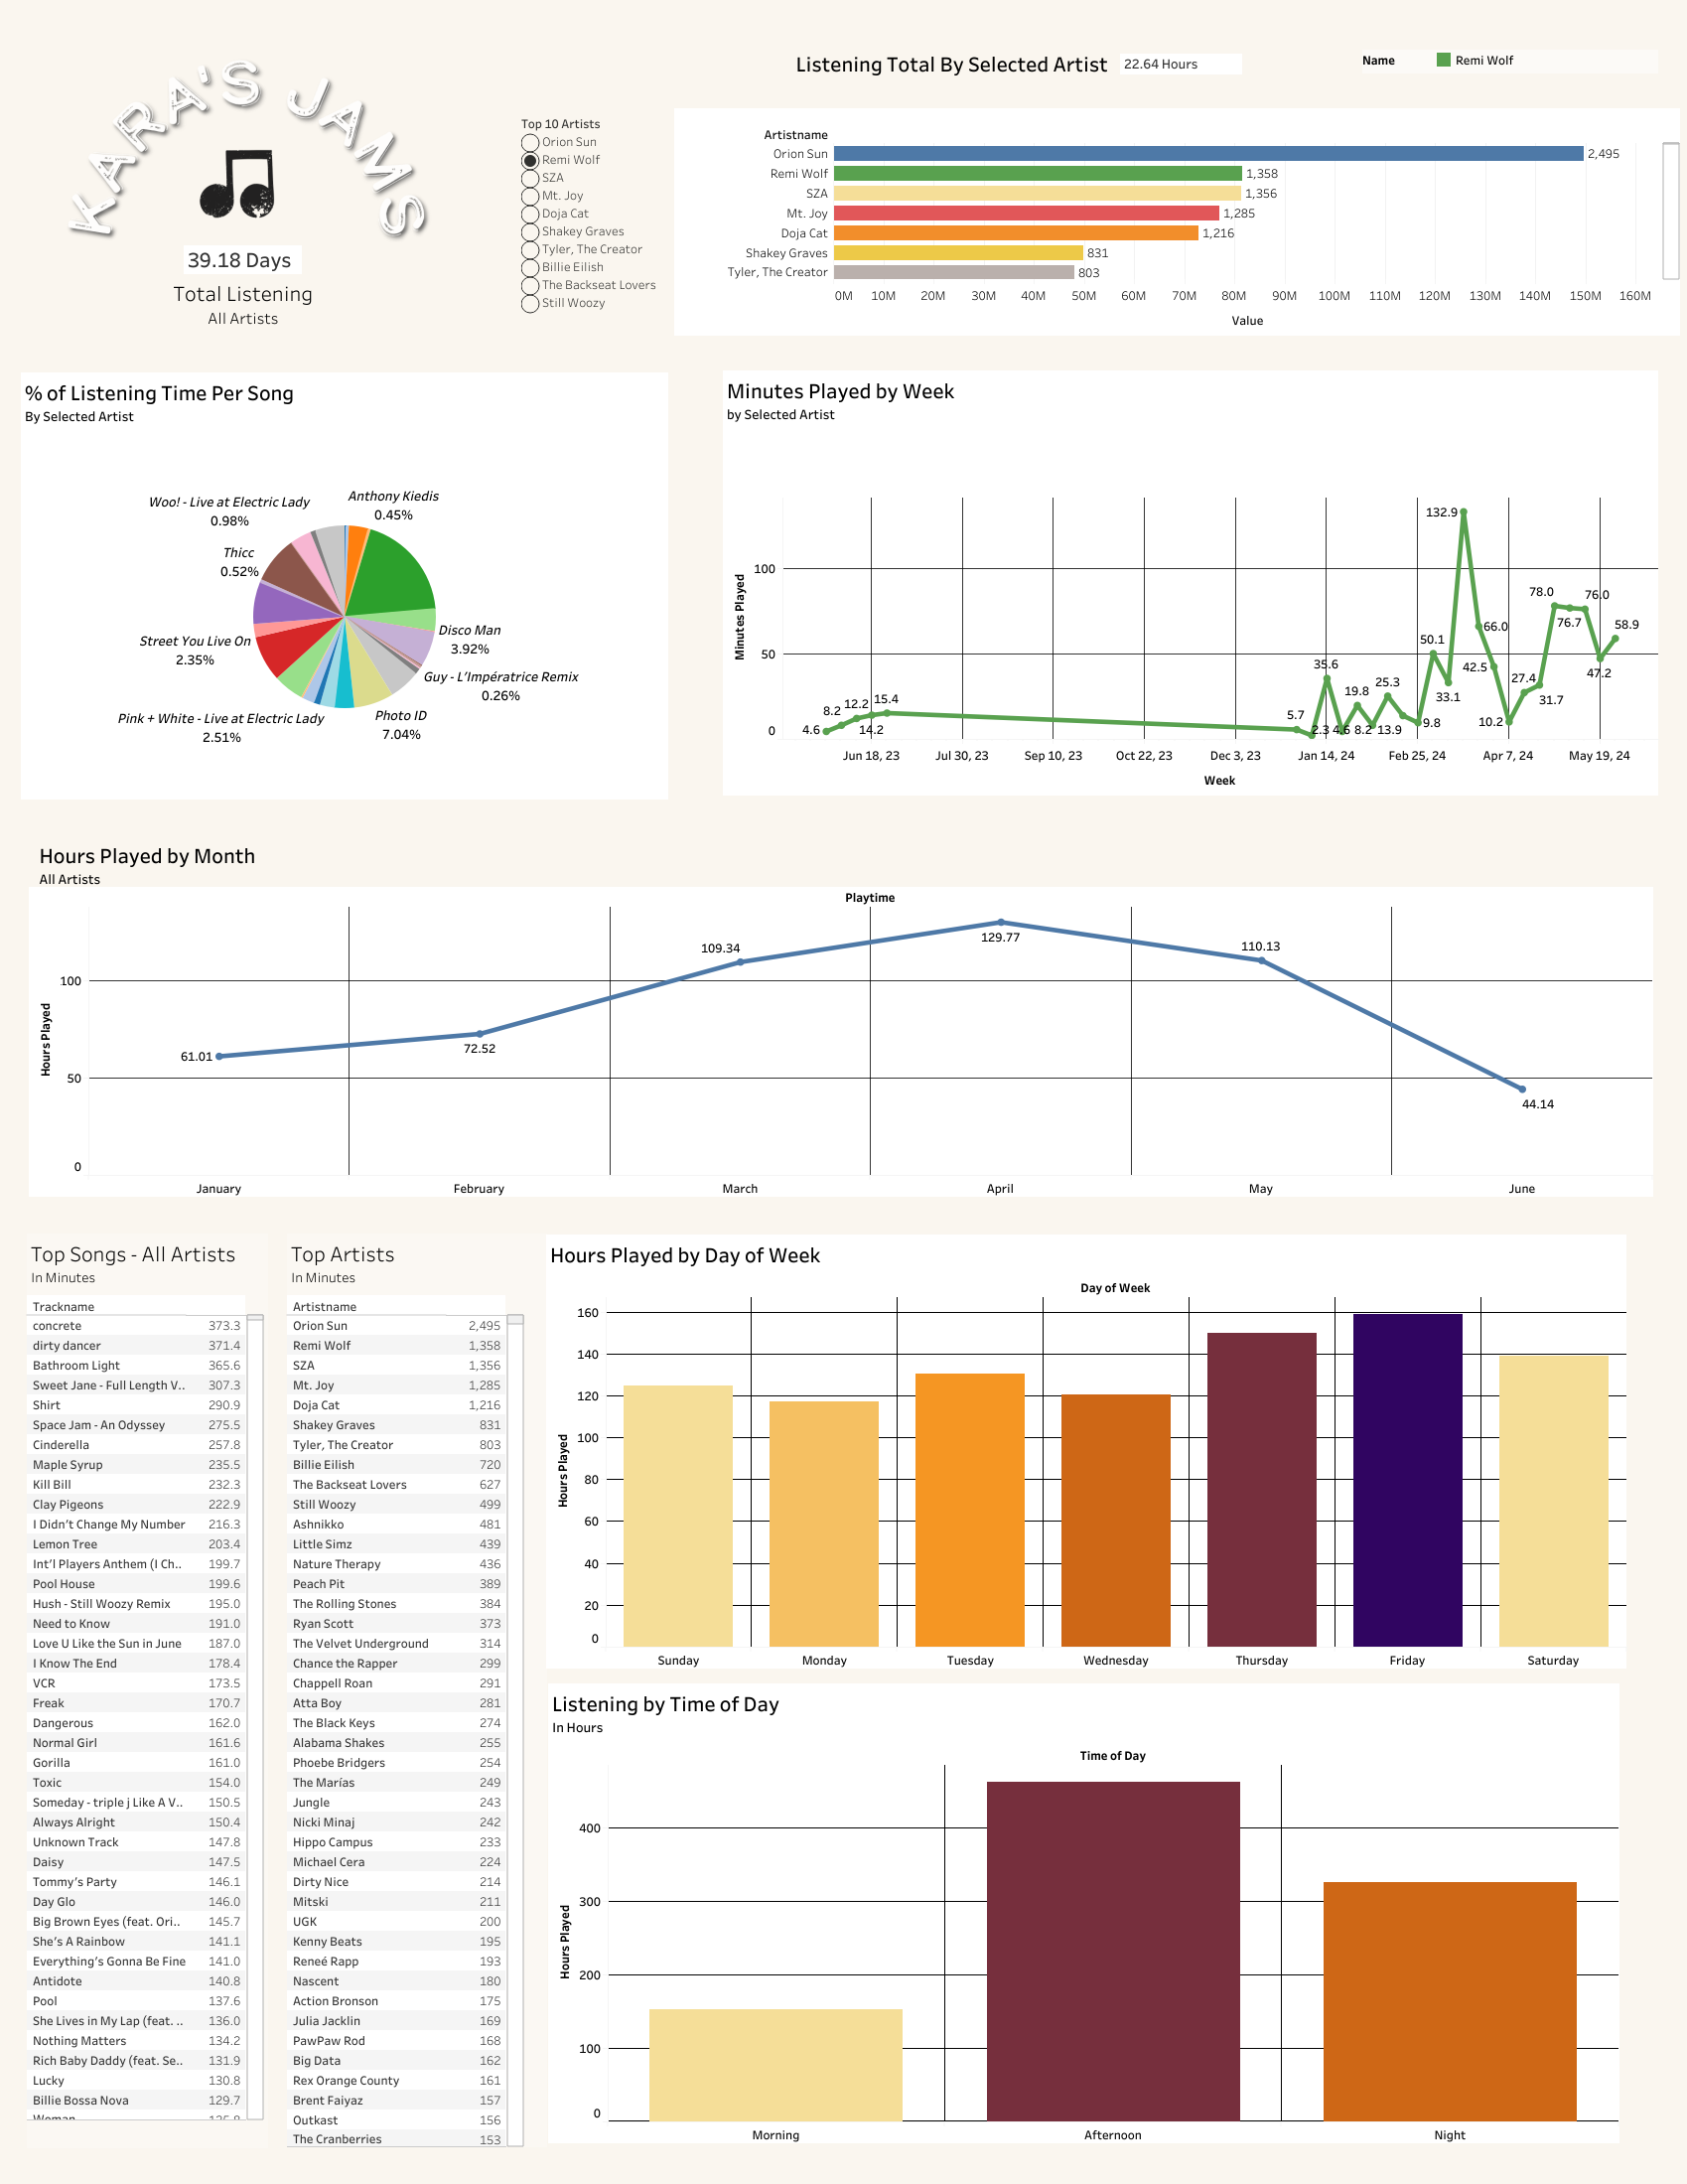 KARA'S JAMS
39.18 Days
Total Listening
All Artists
Top 10 Artists
Orion Sun
Remi Wolf
SZA
Mt. Joy
Doja Cat
Shakey Graves
Tyler, The Creator
Billie Eilish
The Backseat Lovers
Still Woozy
Listening Total By Selected Artist 22.64 Hours
Name Remi Wolf
Artistname
Orion Sun 2,495
Remi Wolf 1,358
SZA 1,356
Mt. Joy 1,285
Doja Cat 1,216
Shakey Graves 831
Tyler, The Creator 803
0M 10M 20M 30M 40M 50M 60M 70M 80M 90M 100M 110M 120M 130M 140M 150M 160M
Value
% of Listening Time Per Song
By Selected Artist
Woo! - Live at Electric Lady
0.98%
Anthony Kiedis
0.45%
Thicc
0.52%
Disco Man
3.92%
Street You Live On
2.35%
Guy - L'Impératrice Remix
0.26%
Pink + White - Live at Electric Lady
2.51%
Photo ID
7.04%
Minutes Played by Week
by Selected Artist
Minutes Played
100
50
0
4.6 8.2 12.2 14.2 15.4 5.7 2.3 35.6 4.6 19.8 8.2 25.3 13.9 9.8 50.1 33.1 132.9 66.0 42.5 10.2 27.4 31.7 78.0 76.7 76.0 47.2 58.9
Jun 18, 23 Jul 30, 23 Sep 10, 23 Oct 22, 23 Dec 3, 23 Jan 14, 24 Feb 25, 24 Apr 7, 24 May 19, 24
Week
Hours Played by Month
All Artists
Playtime
Hours Played
100
50
0
61.01 72.52 109.34 129.77 110.13 44.14
January February March April May June
Top Songs - All Artists
In Minutes
Trackname
concrete 373.3
dirty dancer 371.4
Bathroom Light 365.6
Sweet Jane - Full Length V.. 307.3
Shirt 290.9
Space Jam - An Odyssey 275.5
Cinderella 257.8
Maple Syrup 235.5
Kill Bill 232.3
Clay Pigeons 222.9
I Didn't Change My Number 216.3
Lemon Tree 203.4
Int'l Players Anthem (I Ch.. 199.7
Pool House 199.6
Hush - Still Woozy Remix 195.0
Need to Know 191.0
Love U Like the Sun in June 187.0
I Know The End 178.4
VCR 173.5
Freak 170.7
Dangerous 162.0
Normal Girl 161.6
Gorilla 161.0
Toxic 154.0
Someday - triple j Like A V.. 150.5
Always Alright 150.4
Unknown Track 147.8
Daisy 147.5
Tommy's Party 146.1
Day Glo 146.0
Big Brown Eyes (feat. Ori.. 145.7
She's A Rainbow 141.1
Everything's Gonna Be Fine 141.0
Antidote 140.8
Pool 137.6
She Lives in My Lap (feat. .. 136.0
Nothing Matters 134.2
Rich Baby Daddy (feat. Se.. 131.9
Lucky 130.8
Billie Bossa Nova 129.7
Woman
Top Artists
In Minutes
Artistname
Orion Sun 2,495
Remi Wolf 1,358
SZA 1,356
Mt. Joy 1,285
Doja Cat 1,216
Shakey Graves 831
Tyler, The Creator 803
Billie Eilish 720
The Backseat Lovers 627
Still Woozy 499
Ashnikko 481
Little Simz 439
Nature Therapy 436
Peach Pit 389
The Rolling Stones 384
Ryan Scott 373
The Velvet Underground 314
Chance the Rapper 299
Chappell Roan 291
Atta Boy 281
The Black Keys 274
Alabama Shakes 255
Phoebe Bridgers 254
The Marías 249
Jungle 243
Nicki Minaj 242
Hippo Campus 233
Michael Cera 224
Dirty Nice 214
Mitski 211
UGK 200
Kenny Beats 195
Reneé Rapp 193
Nascent 180
Action Bronson 175
Julia Jacklin 169
PawPaw Rod 168
Big Data 162
Rex Orange County 161
Brent Faiyaz 157
Outkast 156
The Cranberries 153
Hours Played by Day of Week
Day of Week
Hours Played
160
140
120
100
80
60
40
20
0
Sunday Monday Tuesday Wednesday Thursday Friday Saturday
Listening by Time of Day
In Hours
Time of Day
Hours Played
400
300
200
100
0
Morning Afternoon Night